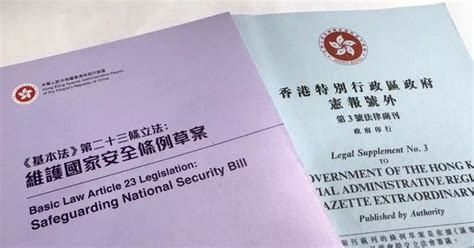 中華人民共和國香港特別行政區
Hong Kong Special Administrative Region
of the People's Republic of China
《基本法》第二十三條立法:
維護國家安全條例草案
Basic Law Article 23 Legislation:
Safeguarding National Security Bill
香港特別行政區政府
憲報號外
第3號法律副刊
政府印行
Legal Supplement No. 3
GOVERNMENT OF THE HONG K
ADMINISTRATIVE REGI
GAZETTE EXTRAORDINARY
Published by Authority